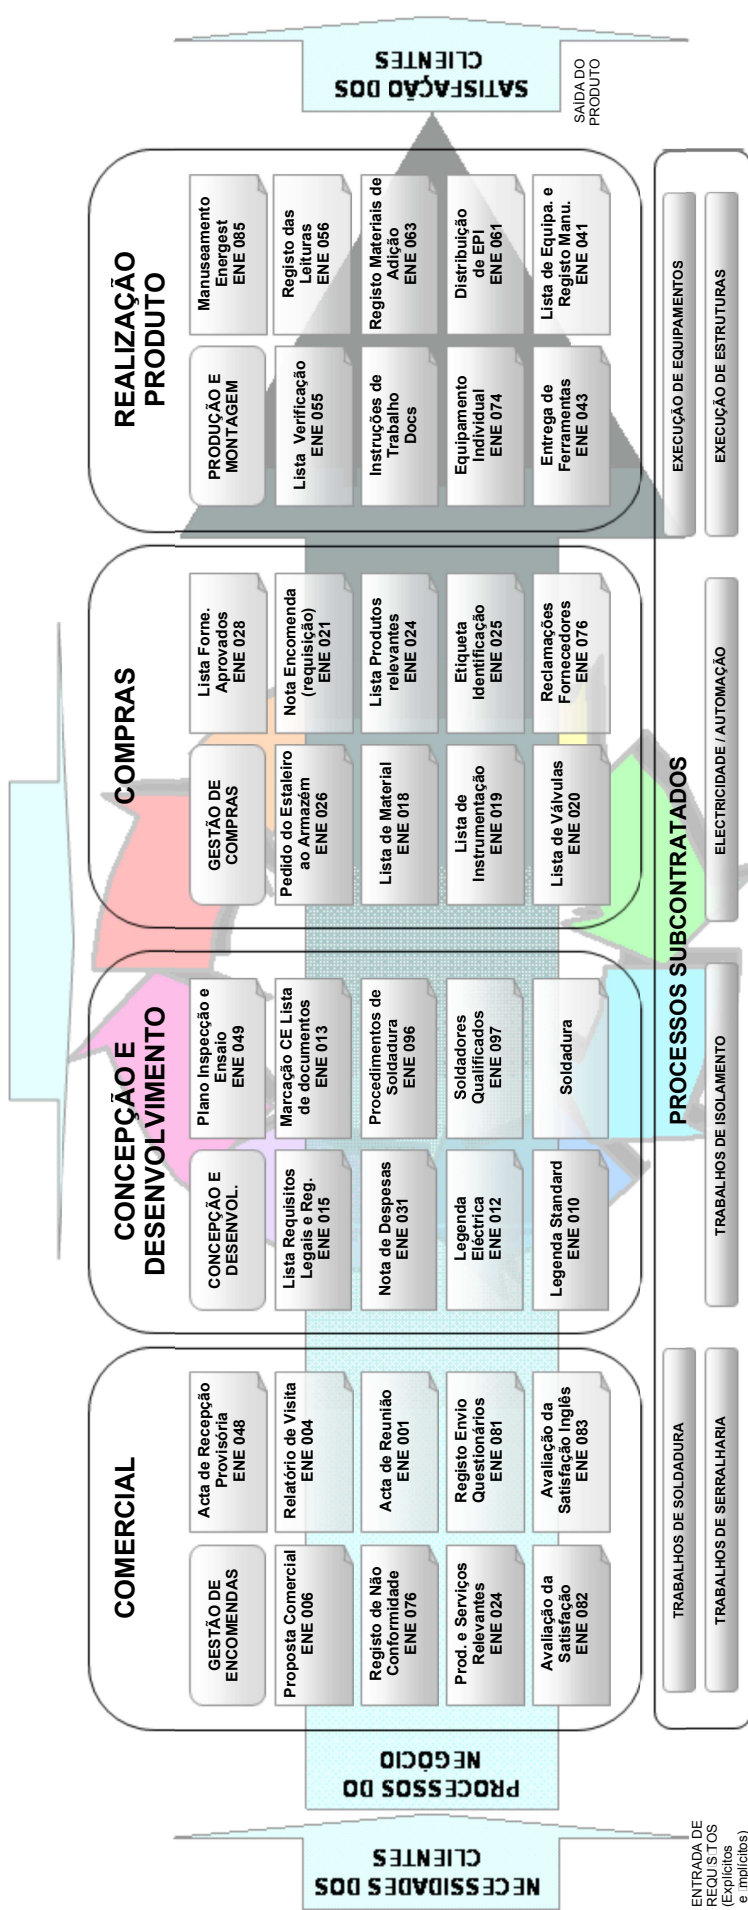 NECESSIDADES DOS
CLIENTES
ENTRADA DE
REQUISITOS
(Explícitos
e Implícitos)
PROCESSOS DO
NEGÓCIO
COMERCIAL
GESTÃO DE
ENCOMENDAS
Proposta Comercial
ENE 006
Registo de Não
Conformidade
ENE 076
Prod. e Serviços
Relevantes
ENE 024
Avaliação da
Satisfação
ENE 082
Acta de Recepção
Provisória
ENE 048
Relatório de Visita
ENE 004
Acta de Reunião
ENE 001
Registo Envio
Questionários
ENE 081
Avaliação da
Satisfação Inglês
ENE 083
CONCEPÇÃO E
DESENVOLVIMENTO
CONCEPÇÃO E
DESENVOL.
Lista Requisitos
Legais e Reg.
ENE 015
Nota de Despesas
ENE 031
Legenda
Eléctrica
ENE 012
Legenda Standard
ENE 010
Plano Inspecção e
Ensaio
ENE 049
Marcação CE Lista
de documentos
ENE 013
Procedimentos de
Soldadura
ENE 096
Soldadores
Qualificados
ENE 097
Soldadura
COMPRAS
GESTÃO DE
COMPRAS
Pedido do Estaleiro
ao Armazém
ENE 026
Lista de Material
ENE 018
Lista de
Instrumentação
ENE 019
Lista de Válvulas
ENE 020
Lista Forne.
Aprovados
ENE 028
Nota Encomenda
(requisição)
ENE 021
Lista Produtos
relevantes
ENE 024
Etiqueta
Identificação
ENE 025
Reclamações
Fornecedores
ENE 076
REALIZAÇÃO
PRODUTO
PRODUÇÃO E
MONTAGEM
Lista Verificação
ENE 055
Instruções de
Trabalho
Docs
Equipamento
Individual
ENE 074
Entrega de
Ferramentas
ENE 043
Manuseamento
Energest
ENE 085
Registo das
Leituras
ENE 056
Registo Materiais de
Adição
ENE 063
Distribuição
de EPI
ENE 061
Lista de Equipa. e
Registo Manu.
ENE 041
SATISFAÇÃO DOS
CLIENTES
SAÍDA DO
PRODUTO
PROCESSOS SUBCONTRATADOS
TRABALHOS DE SOLDADURA
TRABALHOS DE SERRALHARIA
TRABALHOS DE ISOLAMENTO
ELECTRICIDADE / AUTOMAÇÃO
EXECUÇÃO DE EQUIPAMENTOS
EXECUÇÃO DE ESTRUTURAS